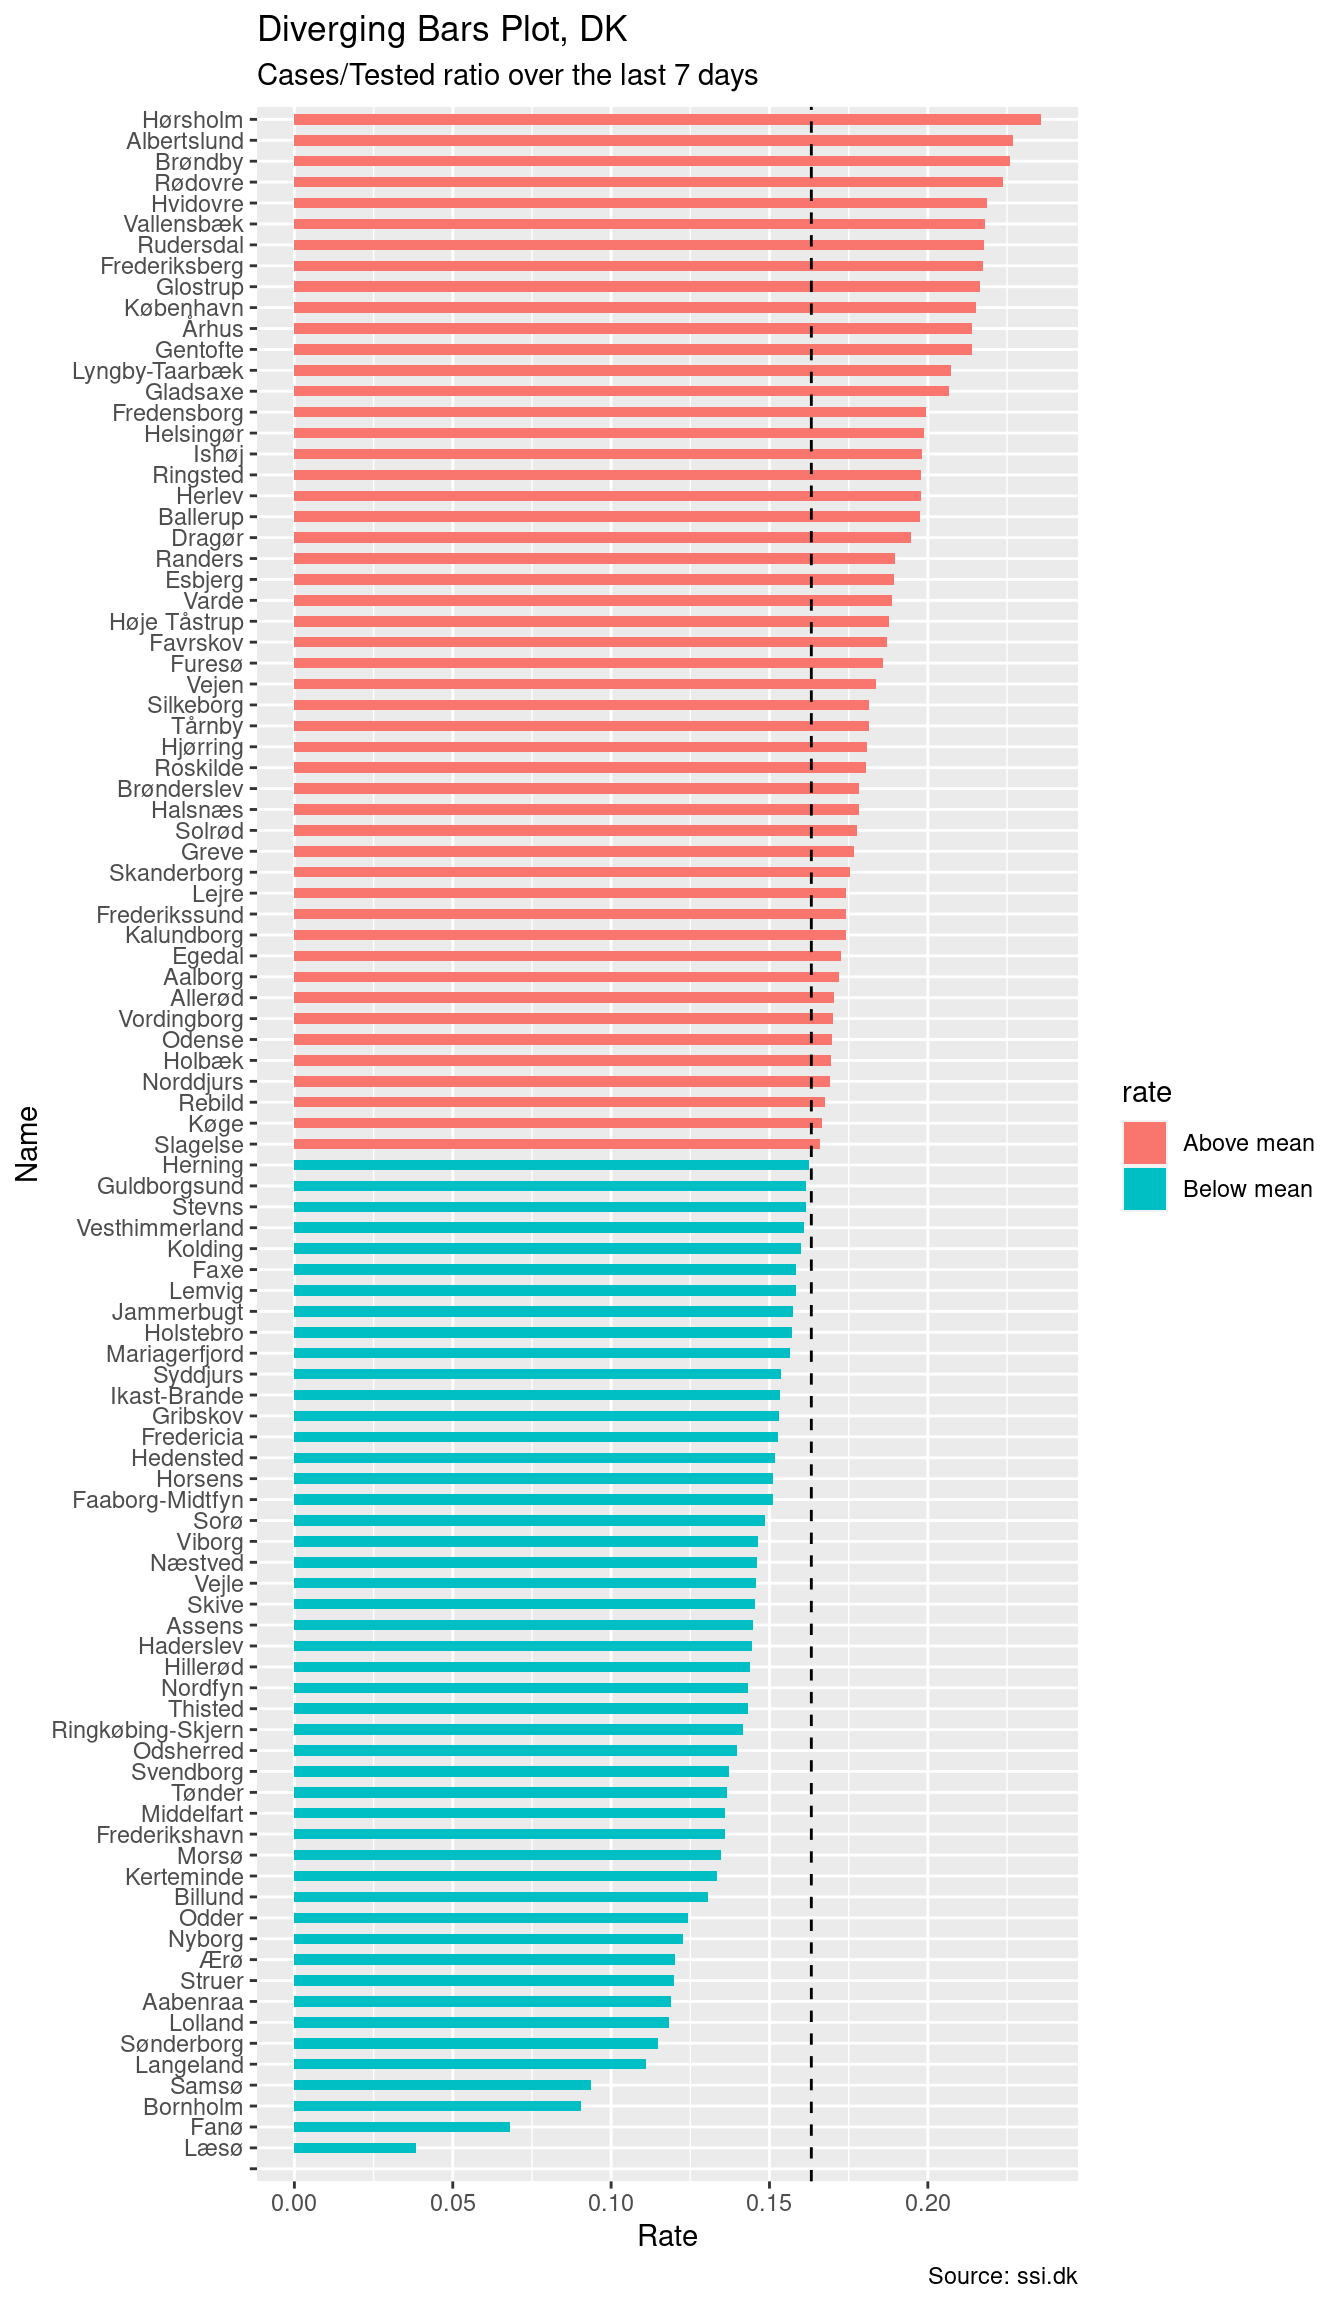 Diverging Bars Plot, DK
Cases/Tested ratio over the last 7 days
Hørsholm
Albertslund
Brøndby
Rødovre
Hvidovre
Vallensbæk
Rudersdal
Frederiksberg
Glostrup
København
Århus
Gentofte
Lyngby-Taarbæk
Gladsaxe
Fredensborg
Helsingør
Ishøj
Ringsted
Herlev
Ballerup
Dragør
Randers
Esbjerg
Varde
Høje Tåstrup
Favrskov
Furesø
Vejen
Silkeborg
Tårnby
Hjørring
Roskilde
Brønderslev
Halsnæs
Solrød
Greve
Skanderborg
Lejre
Frederikssund
Kalundborg
Egedal
Aalborg
Allerød
Vordingborg
Odense
Holbæk
Norddjurs
Rebild
Køge
Slagelse
Herning
Guldborgsund
Stevns
Vesthimmerland
Kolding
Faxe
Lemvig
Jammerbugt
Holstebro
Mariagerfjord
Syddjurs
Ikast-Brande
Gribskov
Fredericia
Hedensted
Horsens
Faaborg-Midtfyn
Sorø
Viborg
Næstved
Vejle
Skive
Assens
Haderslev
Hillerød
Nordfyn
Thisted
Ringkøbing-Skjern
Odsherred
Svendborg
Tønder
Middelfart
Frederikshavn
Morsø
Kerteminde
Billund
Odder
Nyborg
Ærø
Struer
Aabenraa
Lolland
Sønderborg
Langeland
Samsø
Bornholm
Fanø
Læsø
Name
0.00 0.05 0.10 0.15 0.20
Rate
rate
Above mean
Below mean
Source: ssi.dk